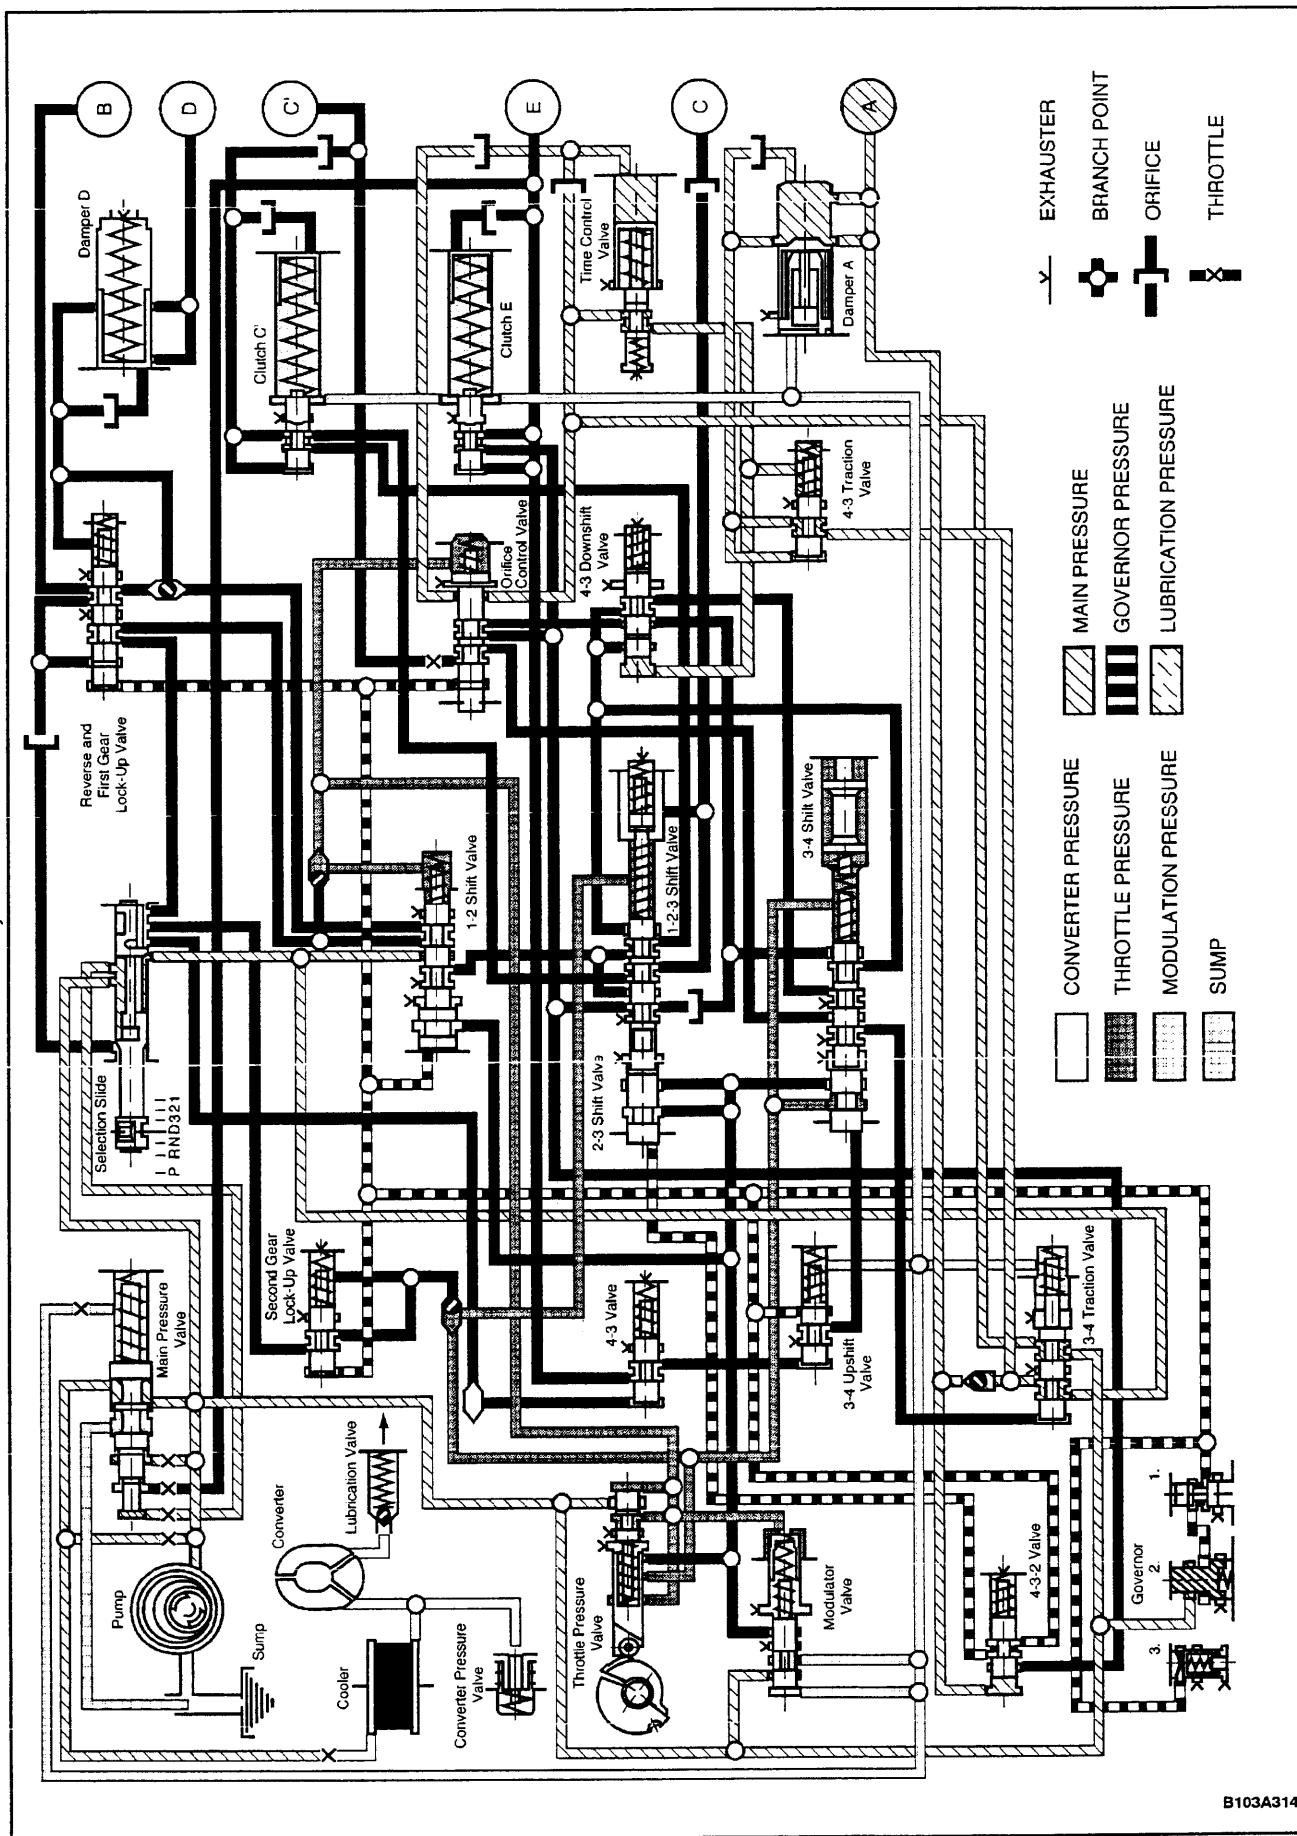 B
D
C'
E
C
A
Damper D
Clutch C'
Clutch E
Time Control
Valve
Damper A
EXHAUSTER
BRANCH POINT
ORIFICE
THROTTLE
Reverse and
First Gear
Lock-Up Valve
Orifice
Control Valve
4-3 Downshift
Valve
4-3 Traction
Valve
MAIN PRESSURE
GOVERNOR PRESSURE
LUBRICATION PRESSURE
Selection Slide
P RND321
1-2 Shift Valve
1-2-3 Shift Valve
2-3 Shift Valve
3-4 Shift Valve
CONVERTER PRESSURE
THROTTLE PRESSURE
MODULATION PRESSURE
SUMP
Main Pressure
Valve
Second Gear
Lock-Up Valve
4-3 Valve
3-4 Upshift
Valve
3-4 Traction Valve
Pump
Sump
Converter
Lubrication Valve
Cooler
Converter Pressure
Valve
Throttle Pressure
Valve
Modulator
Valve
4-3-2 Valve
Governor
1.
2.
3.
B103A314